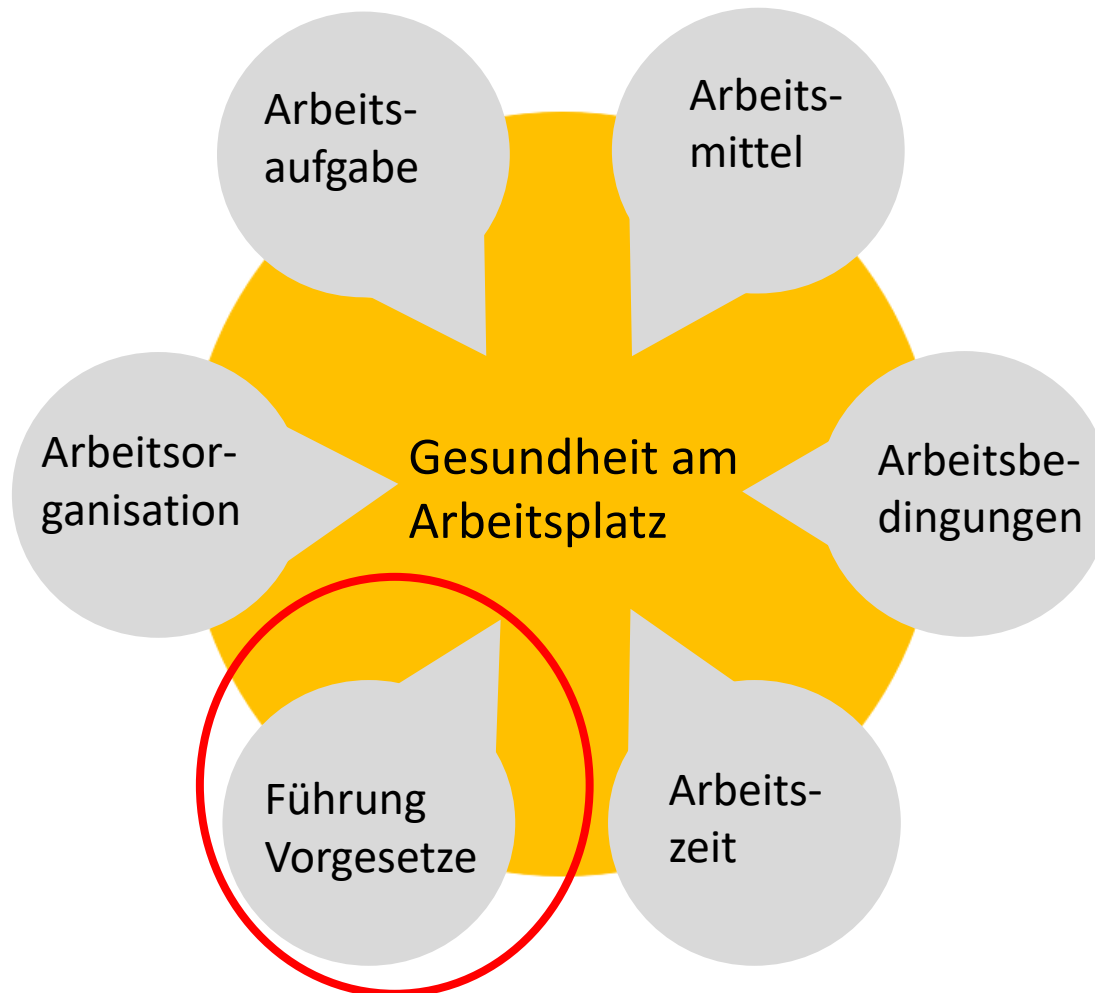 Arbeits-
aufgabe
Arbeits-
mittel
Arbeitsor-
ganisation
Gesundheit am
Arbeitsplatz
Arbeitsbe-
dingungen
Führung
Vorgesetze
Arbeits-
zeit